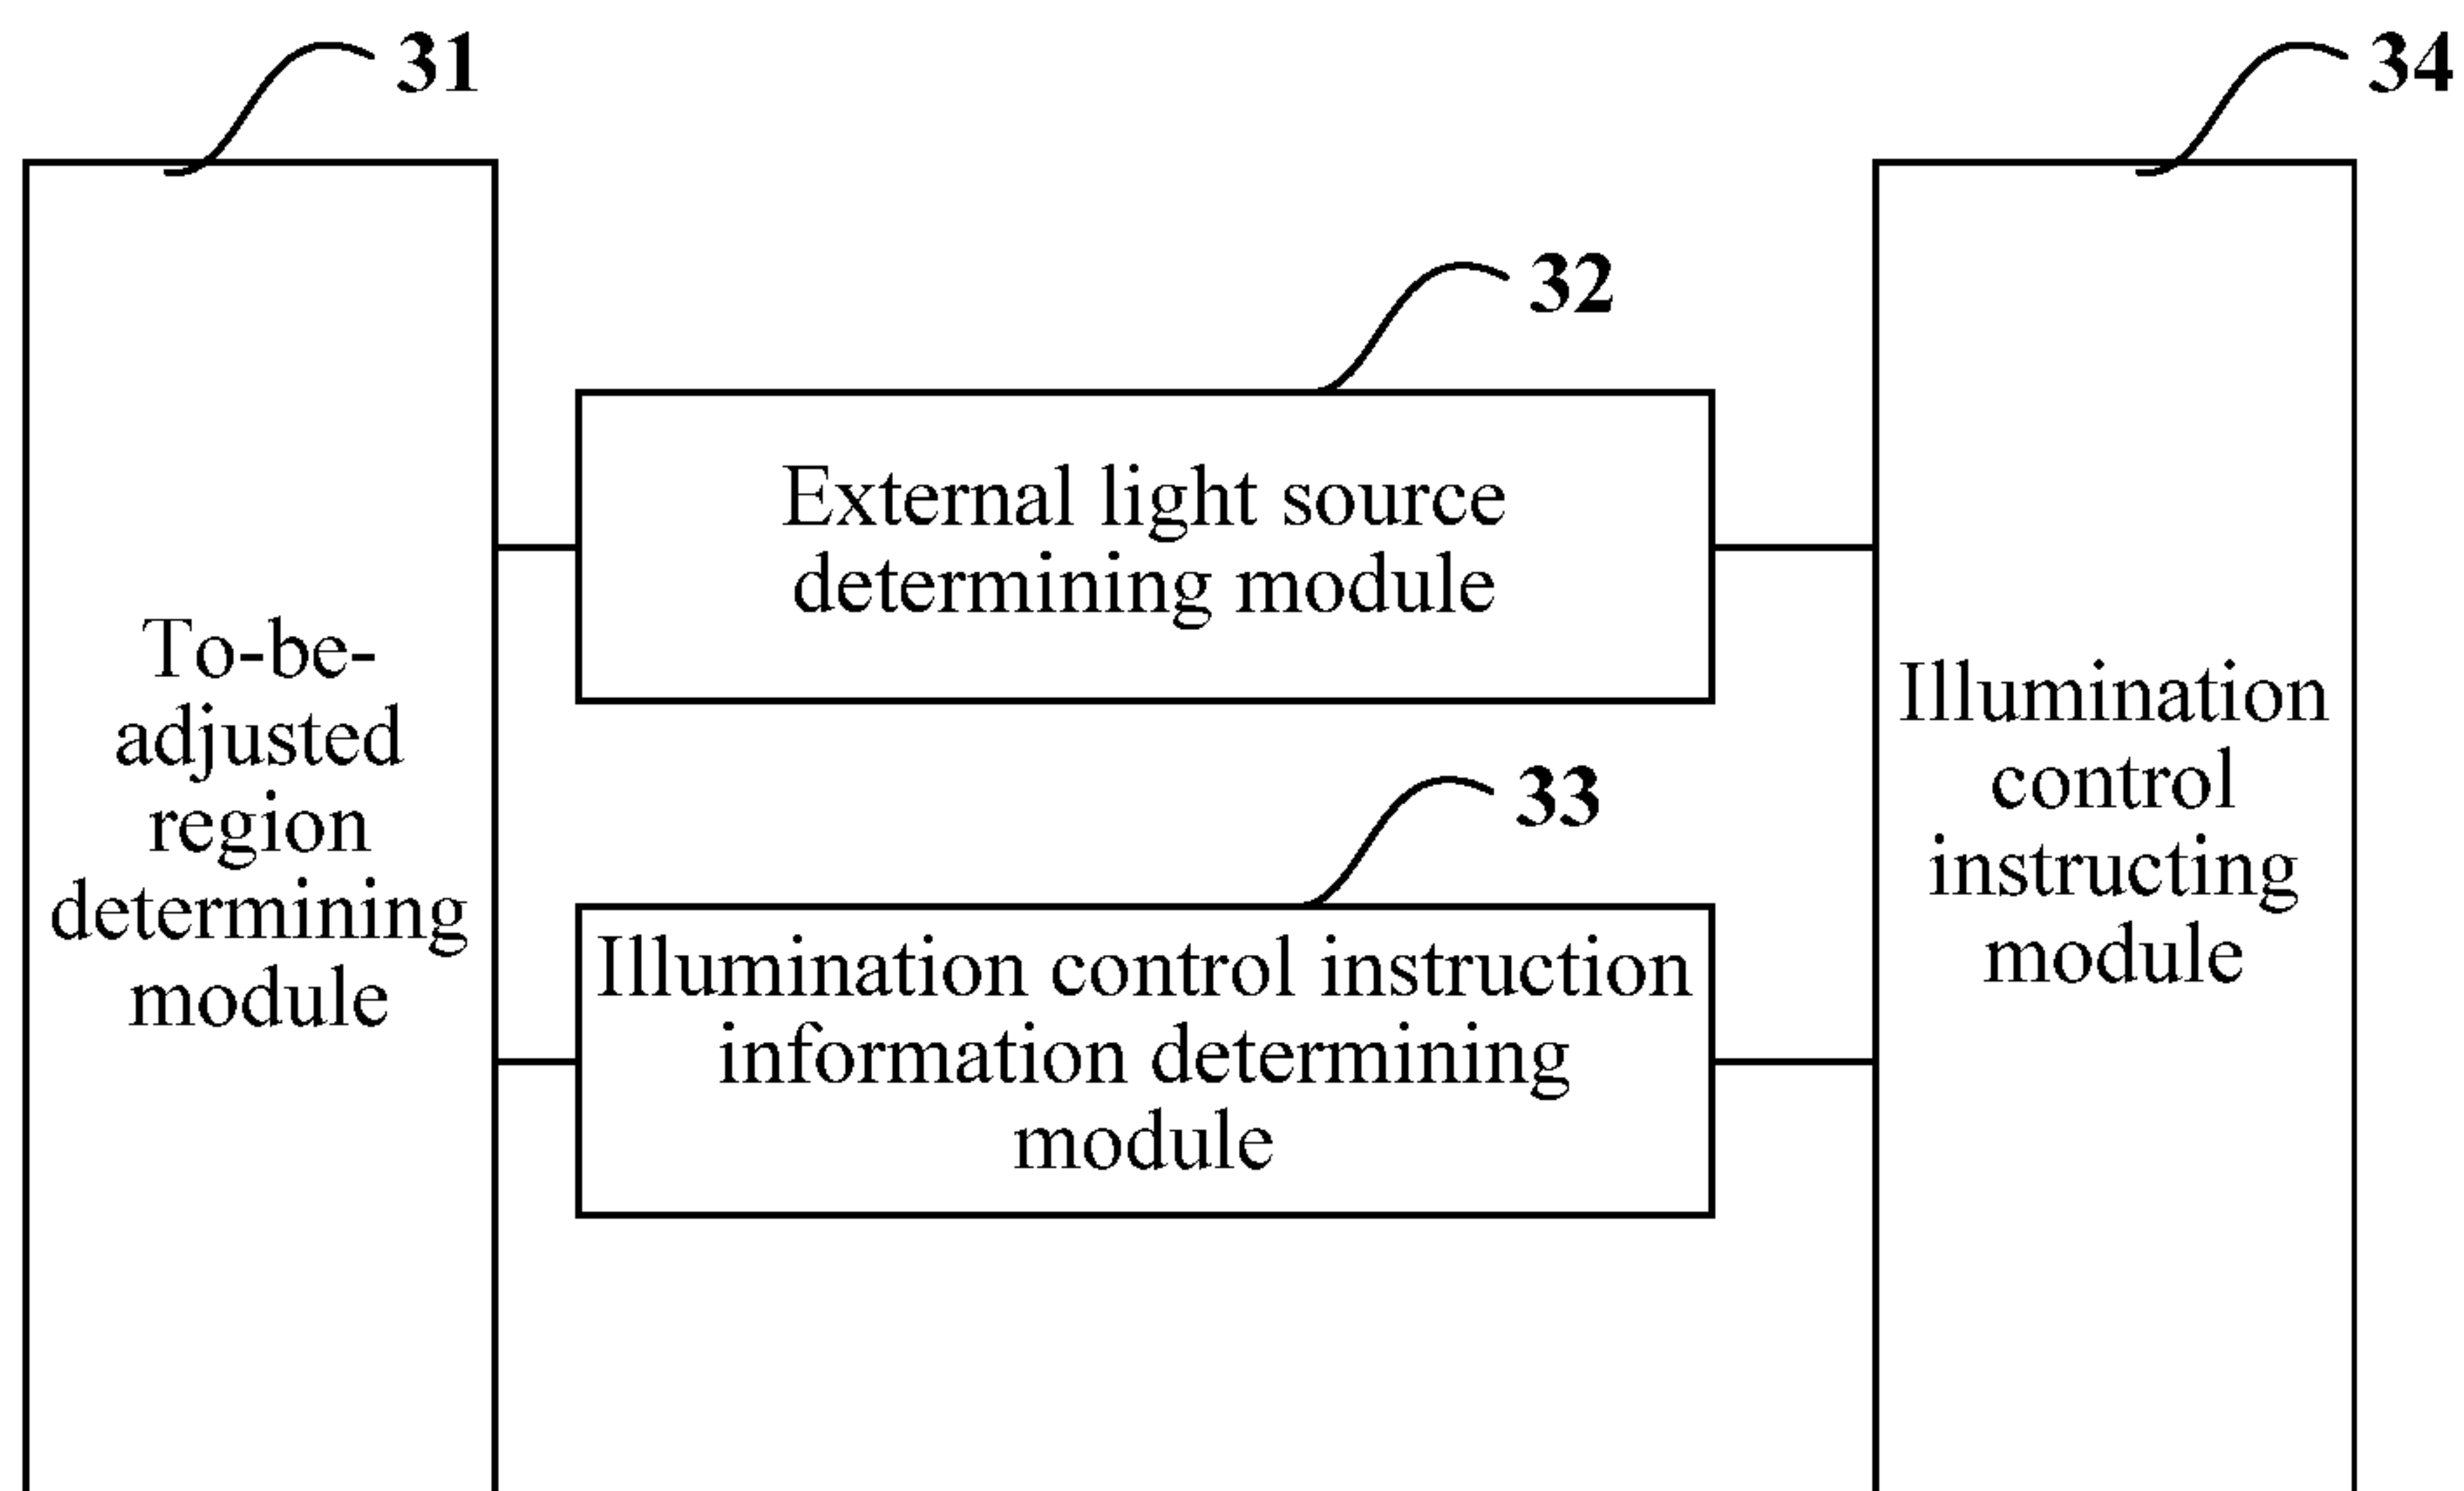 31
34
32
External light source
determining module
To-be-
adjusted
region
determining
module
Illumination
control
instructing
module
33
Illumination control instruction
information determining
module